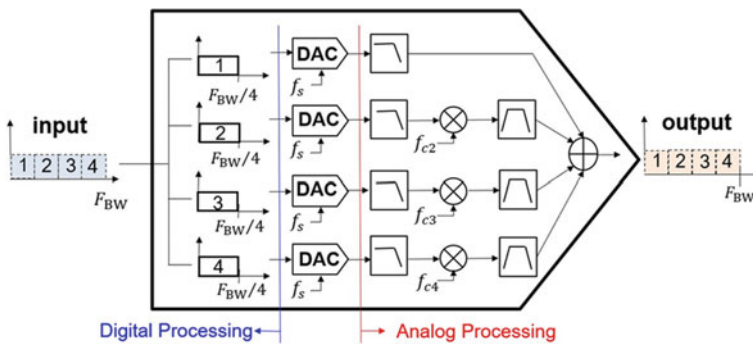 input
1 2 3 4
F_BW
1
F_BW/4
DAC
f_s
2
F_BW/4
DAC
f_s
f_c2
3
F_BW/4
DAC
f_s
f_c3
4
F_BW/4
DAC
f_s
f_c4
output
1 2 3 4
F_BW
Digital Processing
Analog Processing